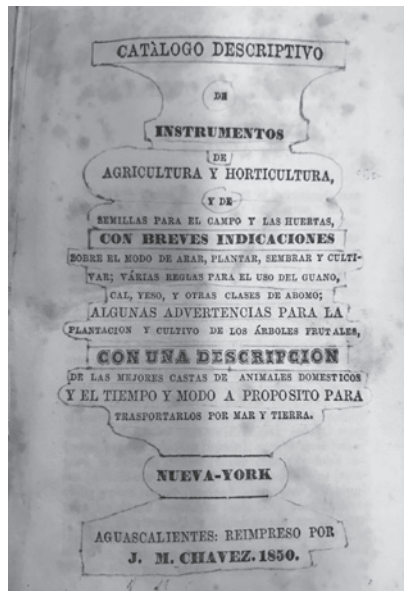 CATÀLOGO DESCRIPTIVO
DE
INSTRUMENTOS
DE
AGRICULTURA Y HORTICULTURA,
Y DE
SEMILLAS PARA EL CAMPO Y LAS HUERTAS,
CON BREVES INDICACIONES
SOBRE EL MODO DE ARAR, PLANTAR, SEMBRAR Y CULTI-
VAR; VÁRIAS REGLAS PARA EL USO DEL GUANO,
CAL, YESO, Y OTRAS CLASES DE ABOMO;
ALGUNAS ADVERTENCIAS PARA LA
PLANTACION Y CULTIVO DE LOS ÁRBOLES FRUTALES,
CON UNA DESCRIPCION
DE LAS MEJORES CASTAS DE ANIMALES DOMESTICOS
Y EL TIEMPO Y MODO A PROPOSITO PARA
TRASPORTARLOS POR MAR Y TIERRA.
NUEVA-YORK
AGUASCALIENTES: REIMPRESO POR
J. M. CHAVEZ. 1850.